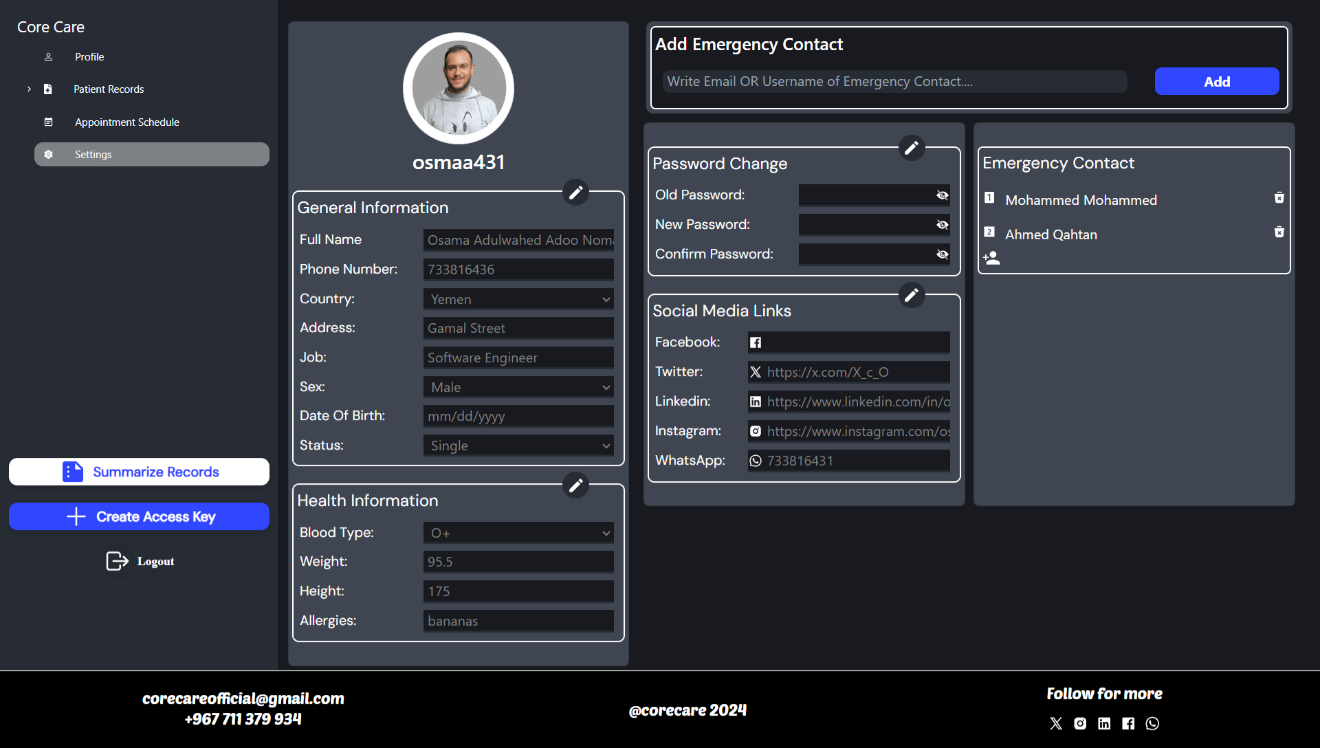 Core Care
Profile
Patient Records
Appointment Schedule
Settings
Summarize Records
Create Access Key
Logout
osmaa431
General Information
Full Name Osama Adulwahed Adoo Noma
Phone Number: 733816436
Country: Yemen
Address: Gamal Street
Job: Software Engineer
Sex: Male
Date Of Birth: mm/dd/yyyy
Status: Single
Health Information
Blood Type: O+
Weight: 95.5
Height: 175
Allergies: bananas
Add Emergency Contact
Write Email OR Username of Emergency Contact.... Add
Password Change
Old Password:
New Password:
Confirm Password:
Social Media Links
Facebook:
Twitter: https://x.com/X_c_O
Linkedin: https://www.linkedin.com/in/o
Instagram: https://www.instagram.com/os
WhatsApp: 733816431
Emergency Contact
1 Mohammed Mohammed
2 Ahmed Qahtan
corecareofficial@gmail.com
+967 711 379 934
@corecare 2024
Follow for more